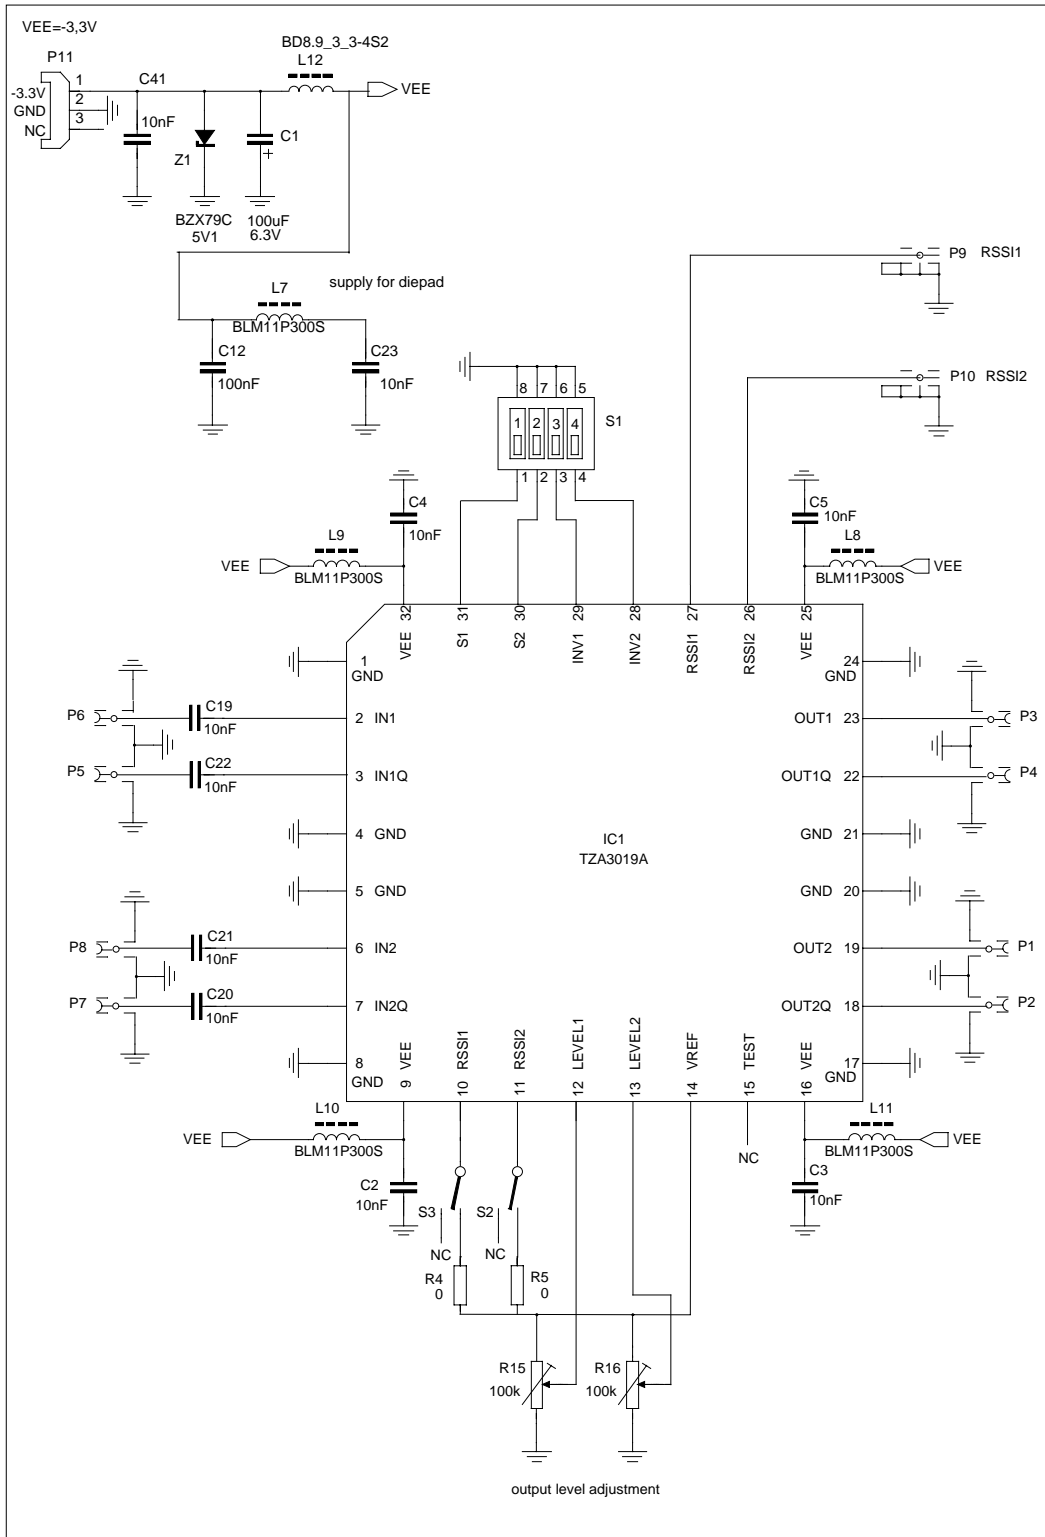 VEE=-3,3V
P11
-3.3V
GND
NC
1
2
3
C41
10nF
Z1
BZX79C
5V1
C1
100uF
6.3V
BD8.9_3_3-4S2
L12
VEE
supply for diepad
L7
BLM11P300S
C12
100nF
C23
10nF
P9 RSSI1
P10 RSSI2
8 7 6 5
1 2 3 4
S1
1 2 3 4
C4
10nF
L9
VEE
BLM11P300S
C5
10nF
L8
VEE
BLM11P300S
32 31 30 29 28 27 26 25
VEE S1 S2 INV1 INV2 RSSI1 RSSI2 VEE
1
GND
24
GND
P6
C19
10nF
2 IN1
OUT1 23
P3
P5
C22
10nF
3 IN1Q
OUT1Q 22
P4
4 GND
GND 21
IC1
TZA3019A
5 GND
GND 20
P8
C21
10nF
6 IN2
OUT2 19
P1
P7
C20
10nF
7 IN2Q
OUT2Q 18
P2
8
GND
17
GND
VEE RSSI1 RSSI2 LEVEL1 LEVEL2 VREF TEST VEE
9 10 11 12 13 14 15 16
L10
VEE
BLM11P300S
L11
VEE
BLM11P300S
NC
C2
10nF
C3
10nF
S3
S2
NC
NC
R4
0
R5
0
R15
100k
R16
100k
output level adjustment